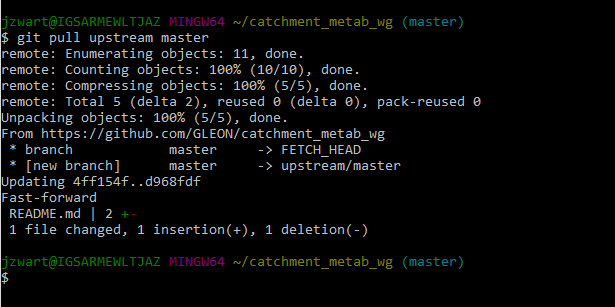 jzwart@IGSARMEWLTJAZ MINGW64 ~/catchment_metab_wg (master)
$ git pull upstream master
remote: Enumerating objects: 11, done.
remote: Counting objects: 100% (10/10), done.
remote: Compressing objects: 100% (5/5), done.
remote: Total 5 (delta 2), reused 0 (delta 0), pack-reused 0
Unpacking objects: 100% (5/5), done.
From https://github.com/GLEON/catchment_metab_wg
 * branch            master     -> FETCH_HEAD
 * [new branch]      master     -> upstream/master
Updating 4ff154f..d968fdf
Fast-forward
 README.md | 2 +-
 1 file changed, 1 insertion(+), 1 deletion(-)
jzwart@IGSARMEWLTJAZ MINGW64 ~/catchment_metab_wg (master)
$